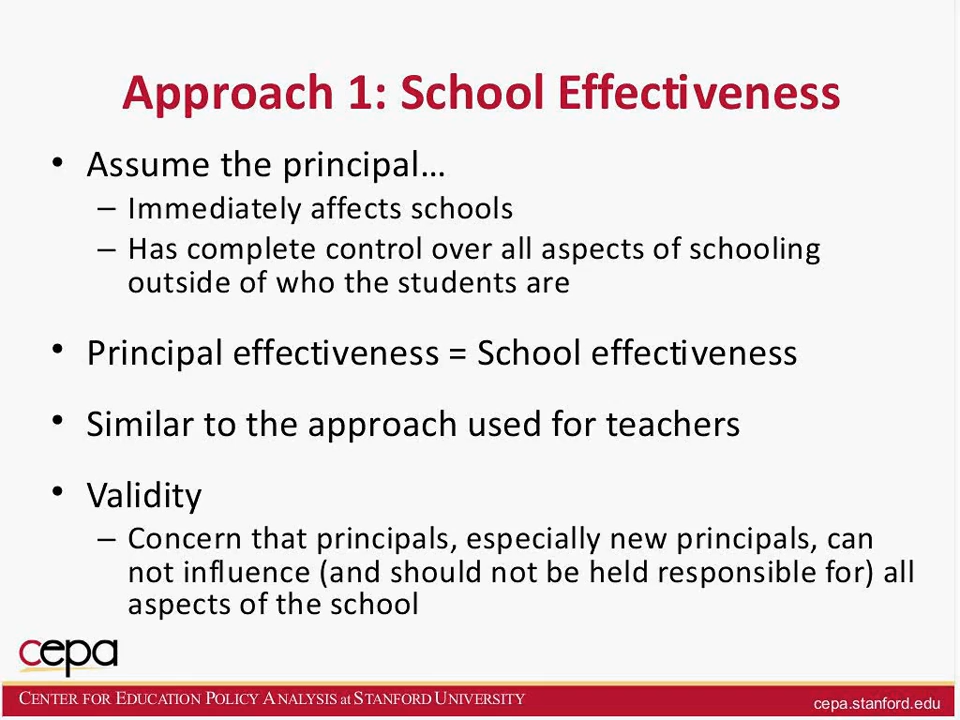 Approach 1: School Effectiveness
• Assume the principal…
– Immediately affects schools
– Has complete control over all aspects of schooling
outside of who the students are
• Principal effectiveness = School effectiveness
• Similar to the approach used for teachers
• Validity
– Concern that principals, especially new principals, can
not influence (and should not be held responsible for) all
aspects of the school
cepa
CENTER FOR EDUCATION POLICY ANALYSIS at STANFORD UNIVERSITY
cepa.stanford.edu